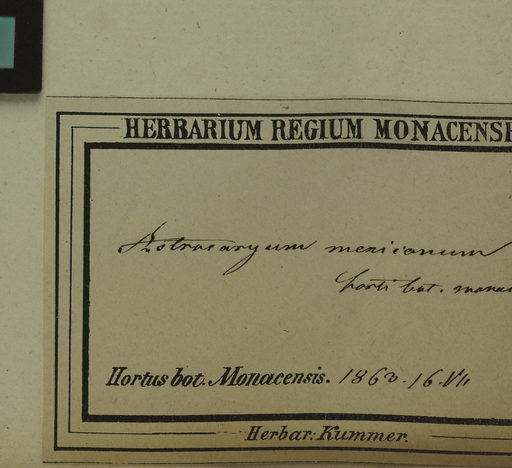 HERBARIUM REGIUM MONACENSE
Astrocaryum mexicanum
horti bot. monac
Hortus bot. Monacensis. 1862. 16. VII
Herbar: Kummer.